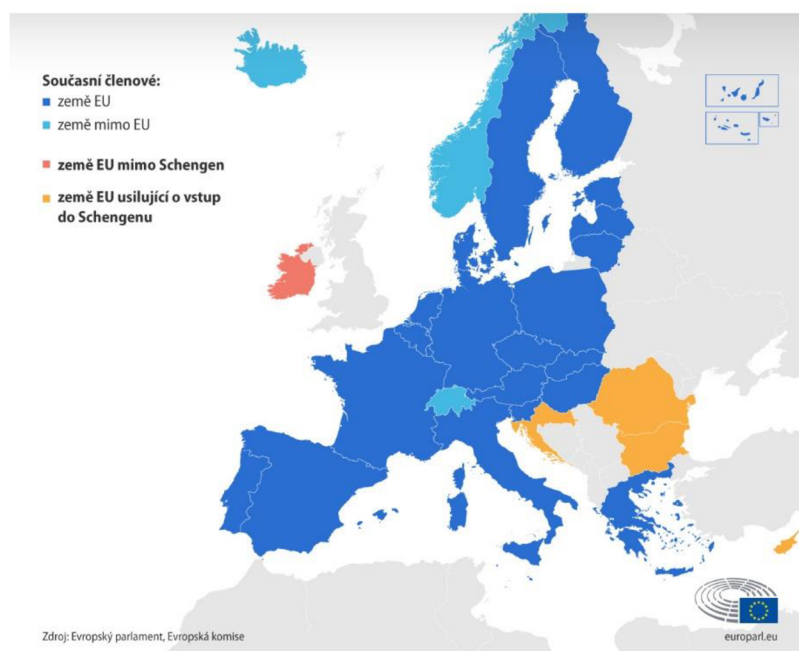 Současní členové:
země EU
země mimo EU
země EU mimo Schengen
země EU usilující o vstup
do Schengenu
Zdroj: Evropský parlament, Evropská komise
europarl.eu